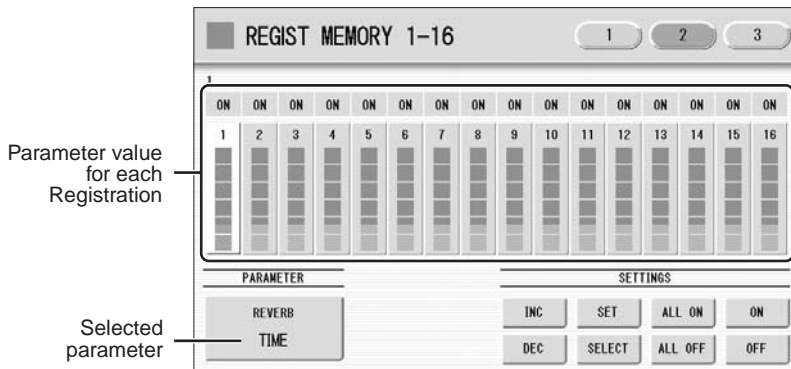 REGIST MEMORY 1-16
1 2 3
1
ON ON ON ON ON ON ON ON ON ON ON ON ON ON ON ON
1 2 3 4 5 6 7 8 9 10 11 12 13 14 15 16
Parameter value
for each
Registration
PARAMETER SETTINGS
REVERB
TIME
INC SET ALL ON ON
DEC SELECT ALL OFF OFF
Selected
parameter